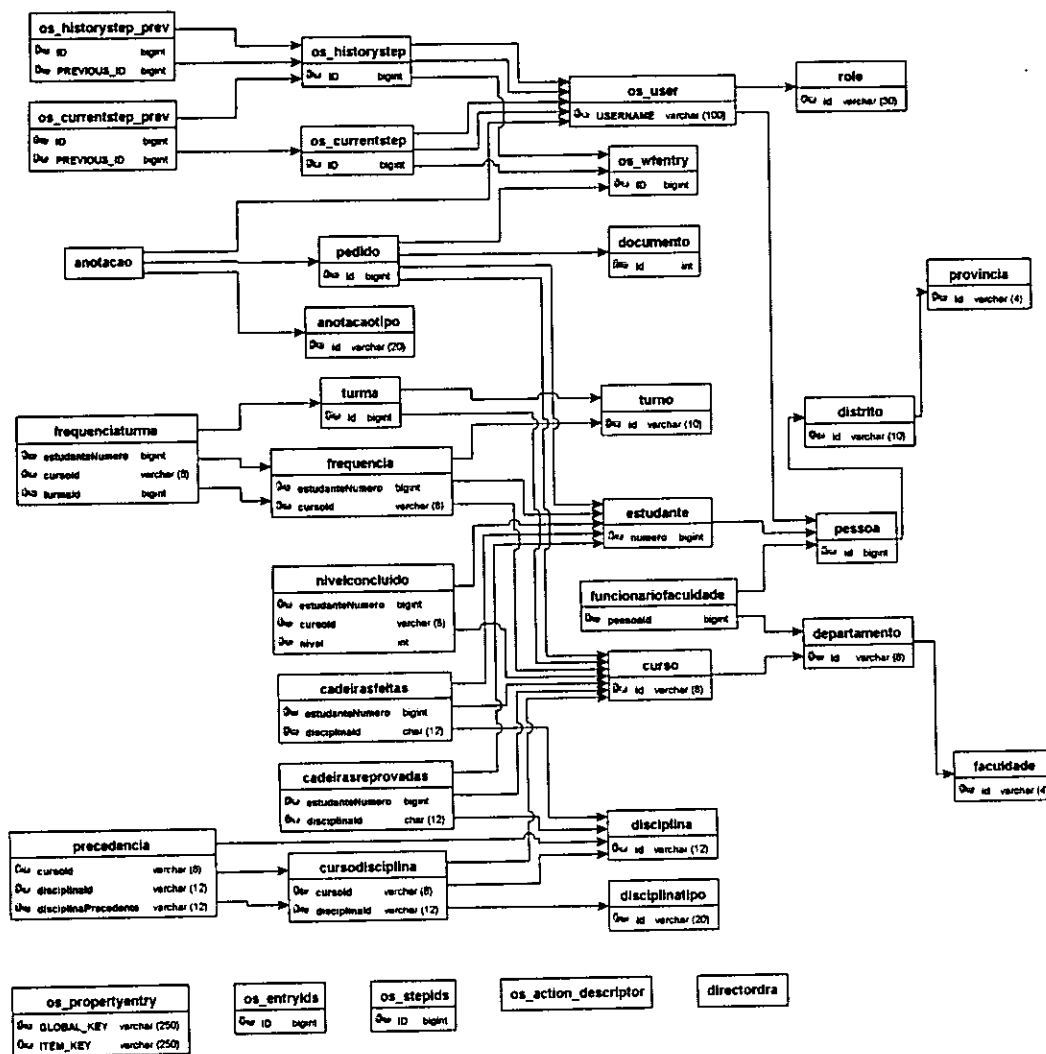 os_historystep_prev
ID bigint
PREVIOUS_ID bigint
os_historystep
ID bigint
os_user
USERNAME varchar (100)
role
id varchar (30)
os_currentstep_prev
ID bigint
PREVIOUS_ID bigint
os_currentstep
ID bigint
os_wfentry
ID bigint
anotacao
pedido
id bigint
documento
id int
provincia
id varchar (4)
anotacaotipo
id varchar (20)
turma
id bigint
turno
id varchar (10)
distrito
id varchar (10)
frequenciaturma
estudanteNumero bigint
cursoId varchar (8)
turmaId bigint
frequencia
estudanteNumero bigint
cursoId varchar (8)
estudante
numero bigint
pessoa
id bigint
nivelconcluido
estudanteNumero bigint
cursoId varchar (8)
nivel int
funcionariofaculdade
pessoaId bigint
departamento
id varchar (8)
curso
id varchar (8)
cadeirasfeitas
estudanteNumero bigint
disciplinaId char (12)
faculdade
id varchar (4)
cadeirasreprovadas
estudanteNumero bigint
disciplinaId char (12)
disciplina
id varchar (12)
precedencia
cursoId varchar (8)
disciplinaId varchar (12)
disciplinaPrecedente varchar (12)
cursodisciplina
cursoId varchar (8)
disciplinaId varchar (12)
disciplinatipo
id varchar (20)
os_propertyentry
GLOBAL_KEY varchar (250)
ITEM_KEY varchar (250)
os_entryids
ID bigint
os_stepids
ID bigint
os_action_descriptor
directordra